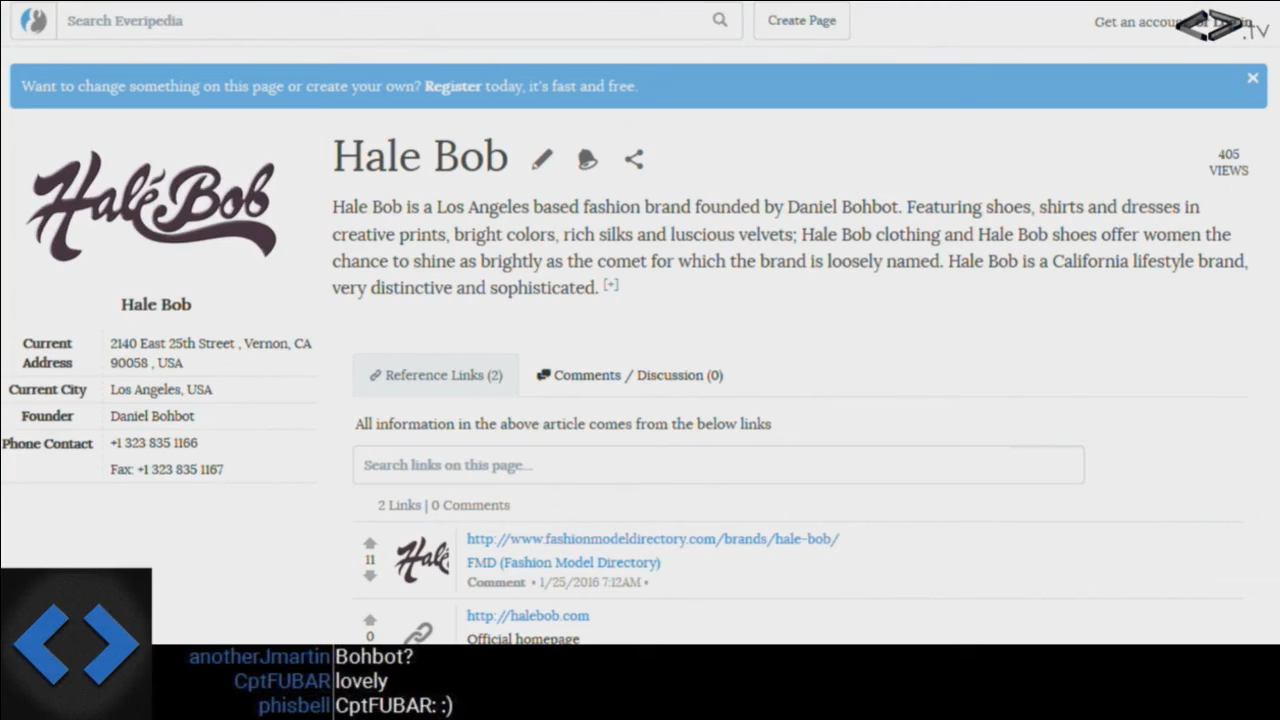 Search Everipedia
Create Page
Get an accou
.TV
Want to change something on this page or create your own? Register today, it's fast and free.
×
Halé Bob
Hale Bob
405
VIEWS
Hale Bob is a Los Angeles based fashion brand founded by Daniel Bohbot. Featuring shoes, shirts and dresses in
creative prints, bright colors, rich silks and luscious velvets; Hale Bob clothing and Hale Bob shoes offer women the
chance to shine as brightly as the comet for which the brand is loosely named. Hale Bob is a California lifestyle brand,
very distinctive and sophisticated. [+]
Hale Bob
Current Address 2140 East 25th Street , Vernon, CA
90058 , USA
Current City Los Angeles, USA
Founder Daniel Bohbot
Phone Contact +1 323 835 1166
Fax: +1 323 835 1167
Reference Links (2) Comments / Discussion (0)
All information in the above article comes from the below links
Search links on this page...
2 Links | 0 Comments
11
Halé
http://www.fashionmodeldirectory.com/brands/hale-bob/
FMD (Fashion Model Directory)
Comment • 1/25/2016 7:12AM •
0
http://halebob.com
Official homepage
anotherJmartin Bohbot?
CptFUBAR lovely
phisbell CptFUBAR: :)